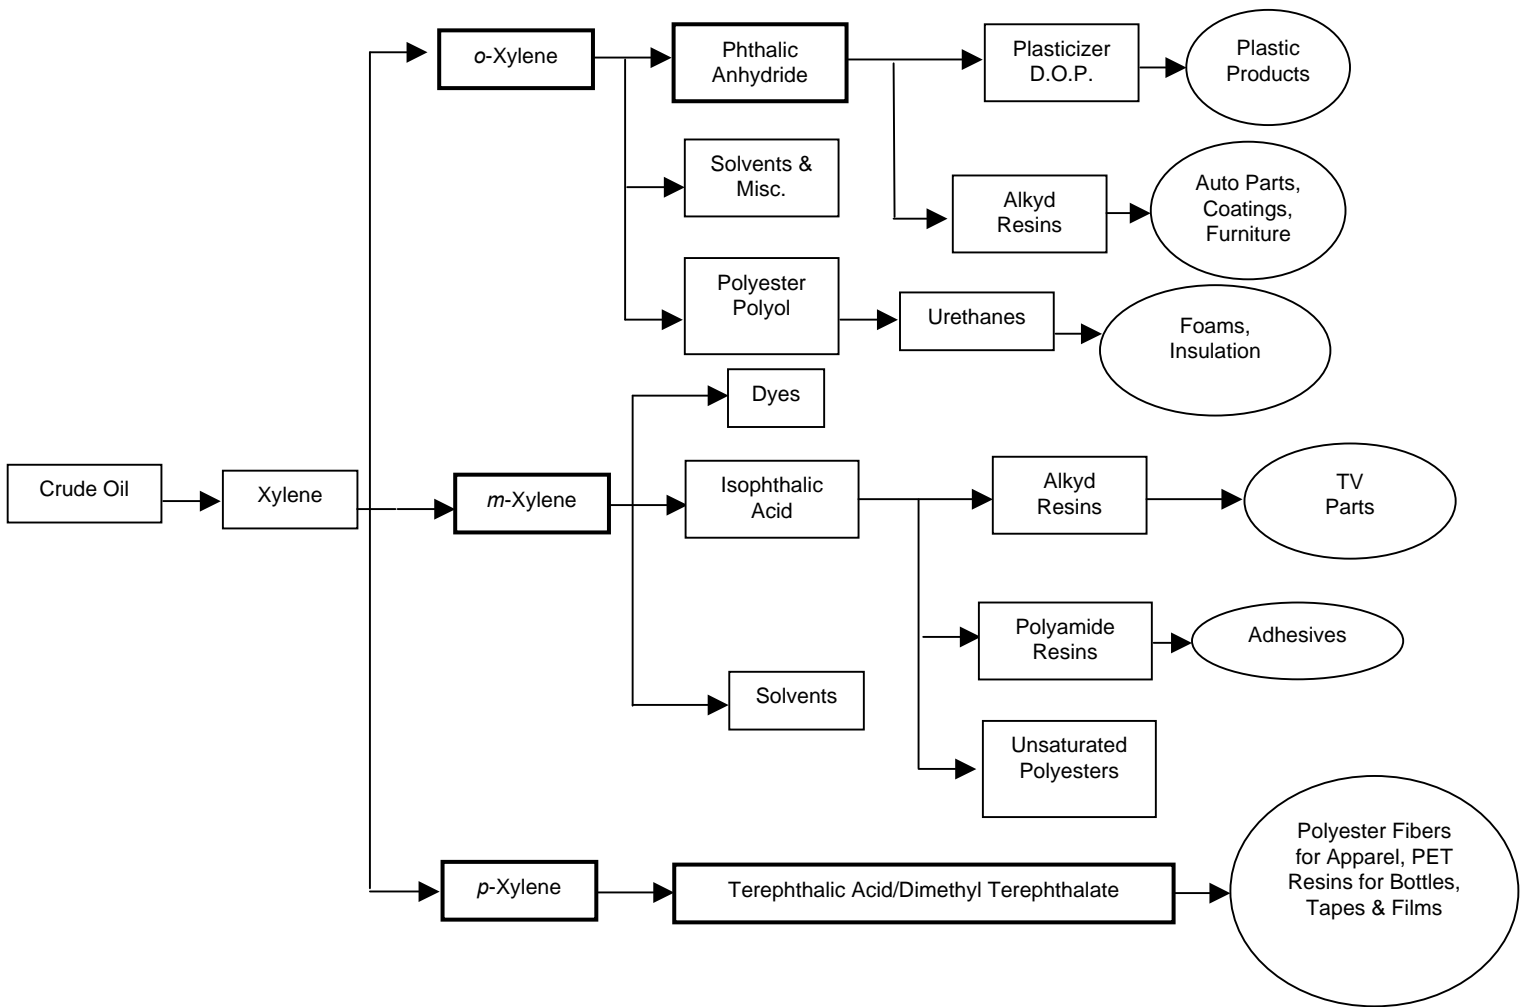 o-Xylene
Phthalic
Anhydride
Plasticizer
D.O.P.
Plastic
Products
Solvents &
Misc.
Alkyd
Resins
Auto Parts,
Coatings,
Furniture
Polyester
Polyol
Urethanes
Foams,
Insulation
Dyes
Crude Oil
Xylene
m-Xylene
Isophthalic
Acid
Alkyd
Resins
TV
Parts
Polyamide
Resins
Adhesives
Solvents
Unsaturated
Polyesters
p-Xylene
Terephthalic Acid/Dimethyl Terephthalate
Polyester Fibers
for Apparel, PET
Resins for Bottles,
Tapes & Films